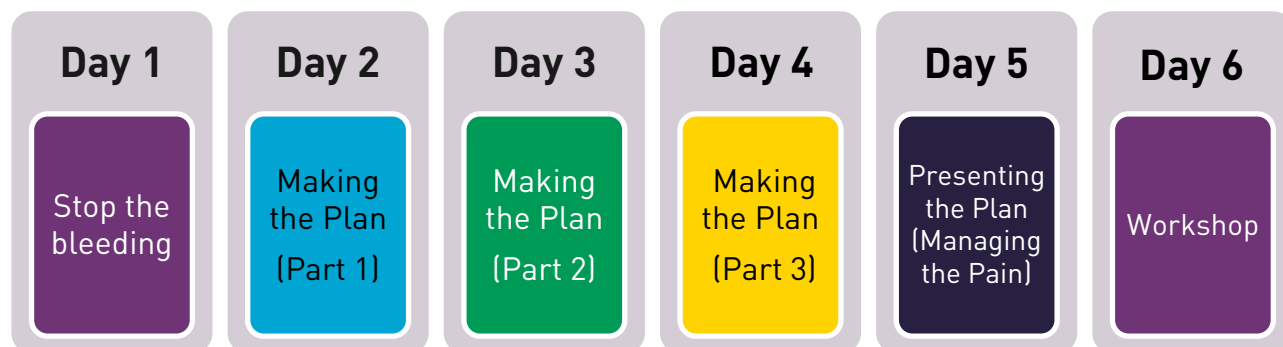 Day 1
Stop the
bleeding
Day 2
Making
the Plan
(Part 1)
Day 3
Making
the Plan
(Part 2)
Day 4
Making
the Plan
(Part 3)
Day 5
Presenting
the Plan
(Managing
the Pain)
Day 6
Workshop